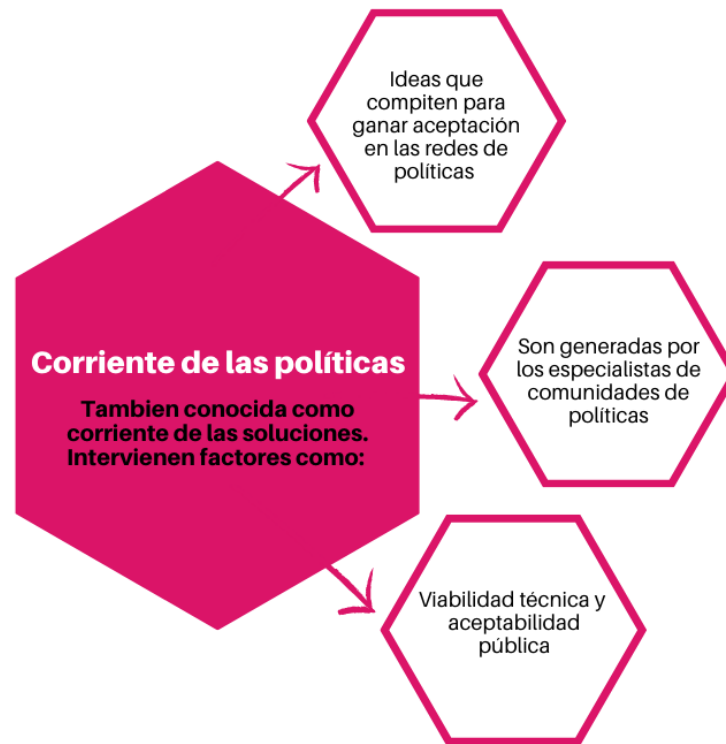 Ideas que
compiten para
ganar aceptación
en las redes de
políticas
Corriente de las políticas
Tambien conocida como
corriente de las soluciones.
Intervienen factores como:
Son generadas por
los especialistas de
comunidades de
políticas
Viabilidad técnica y
aceptabilidad
pública